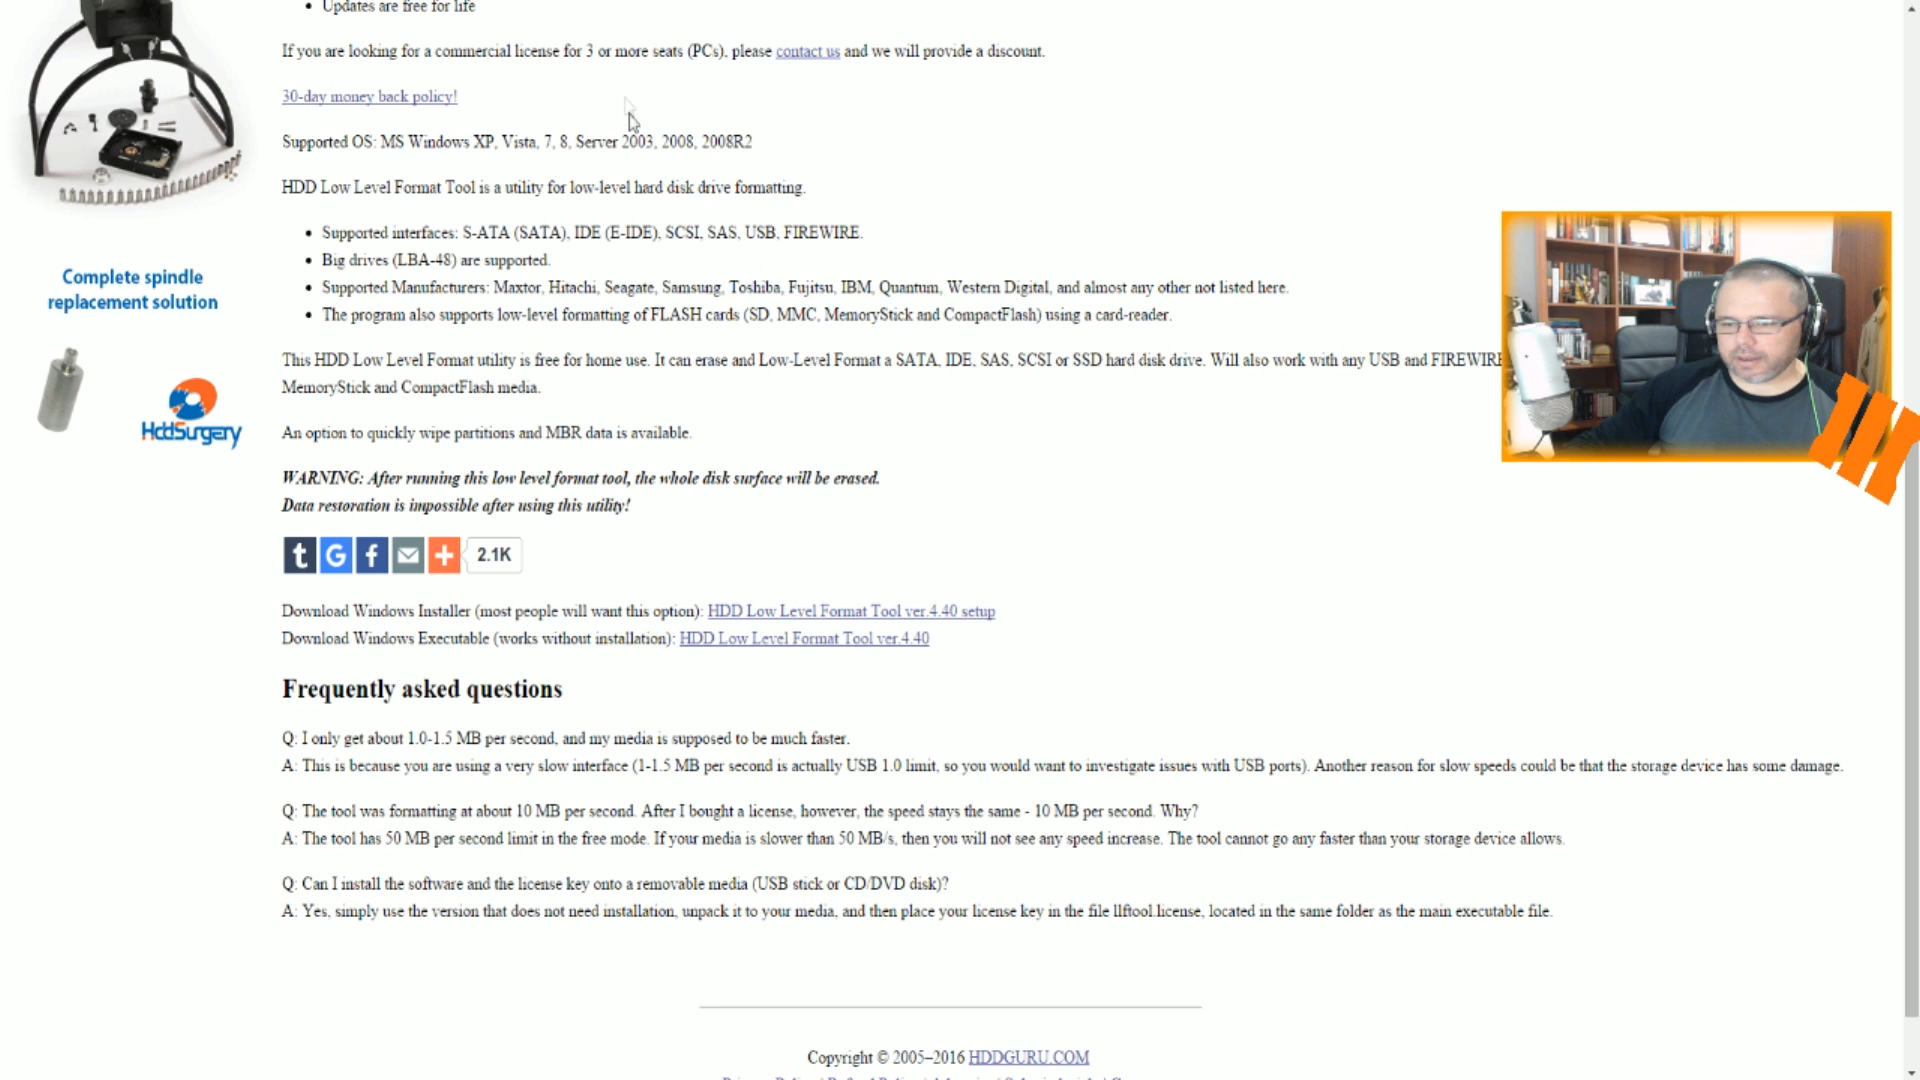 Updates are free for life
If you are looking for a commercial license for 3 or more seats (PCs), please contact us and we will provide a discount.
30-day money back policy!
Supported OS: MS Windows XP, Vista, 7, 8, Server 2003, 2008, 2008R2
HDD Low Level Format Tool is a utility for low-level hard disk drive formatting.
Supported interfaces: S-ATA (SATA), IDE (E-IDE), SCSI, SAS, USB, FIREWIRE.
Big drives (LBA-48) are supported.
Supported Manufacturers: Maxtor, Hitachi, Seagate, Samsung, Toshiba, Fujitsu, IBM, Quantum, Western Digital, and almost any other not listed here.
The program also supports low-level formatting of FLASH cards (SD, MMC, MemoryStick and CompactFlash) using a card-reader.
This HDD Low Level Format utility is free for home use. It can erase and Low-Level Format a SATA, IDE, SAS, SCSI or SSD hard disk drive. Will also work with any USB and FIREWIRE
MemoryStick and CompactFlash media.
An option to quickly wipe partitions and MBR data is available.
WARNING: After running this low level format tool, the whole disk surface will be erased.
Data restoration is impossible after using this utility!
2.1K
Download Windows Installer (most people will want this option): HDD Low Level Format Tool ver.4.40 setup
Download Windows Executable (works without installation): HDD Low Level Format Tool ver.4.40
Frequently asked questions
Q: I only get about 1.0-1.5 MB per second, and my media is supposed to be much faster.
A: This is because you are using a very slow interface (1-1.5 MB per second is actually USB 1.0 limit, so you would want to investigate issues with USB ports). Another reason for slow speeds could be that the storage device has some damage.
Q: The tool was formatting at about 10 MB per second. After I bought a license, however, the speed stays the same - 10 MB per second. Why?
A: The tool has 50 MB per second limit in the free mode. If your media is slower than 50 MB/s, then you will not see any speed increase. The tool cannot go any faster than your storage device allows.
Q: Can I install the software and the license key onto a removable media (USB stick or CD/DVD disk)?
A: Yes, simply use the version that does not need installation, unpack it to your media, and then place your license key in the file llftool.license, located in the same folder as the main executable file.
Copyright © 2005–2016 HDDGURU.COM
Complete spindle
replacement solution
HddSurgery